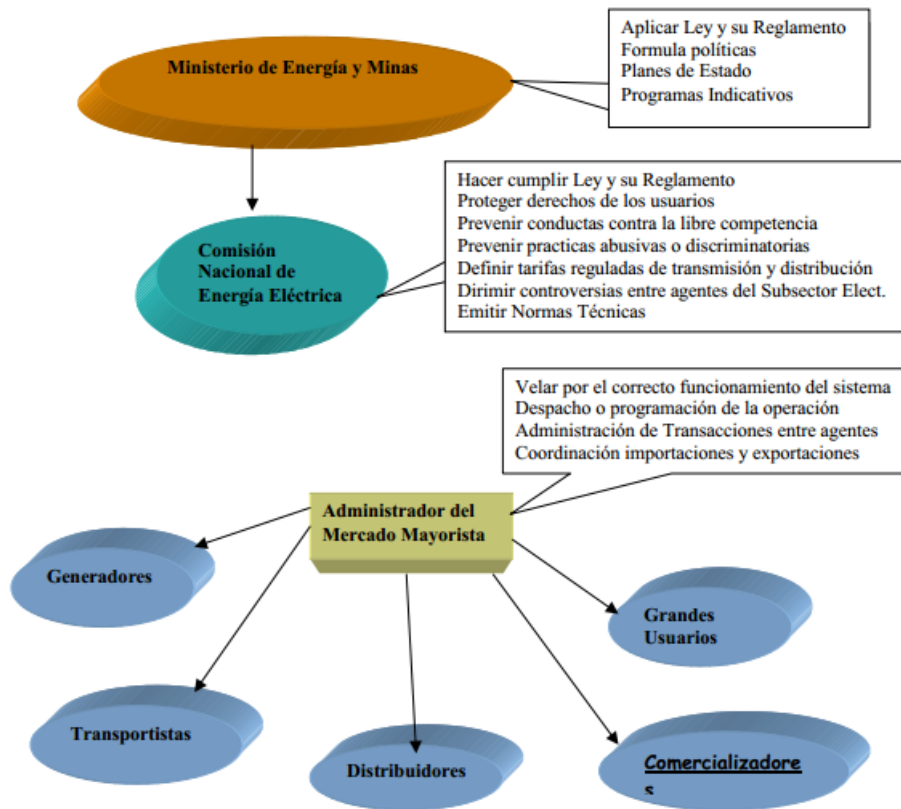 Ministerio de Energía y Minas
Aplicar Ley y su Reglamento
Formula políticas
Planes de Estado
Programas Indicativos
Comisión
Nacional de
Energía Eléctrica
Hacer cumplir Ley y su Reglamento
Proteger derechos de los usuarios
Prevenir conductas contra la libre competencia
Prevenir practicas abusivas o discriminatorias
Definir tarifas reguladas de transmisión y distribución
Dirimir controversias entre agentes del Subsector Elect.
Emitir Normas Técnicas
Velar por el correcto funcionamiento del sistema
Despacho o programación de la operación
Administración de Transacciones entre agentes
Coordinación importaciones y exportaciones
Administrador del
Mercado Mayorista
Generadores
Grandes
Usuarios
Transportistas
Distribuidores
Comercializadore
s